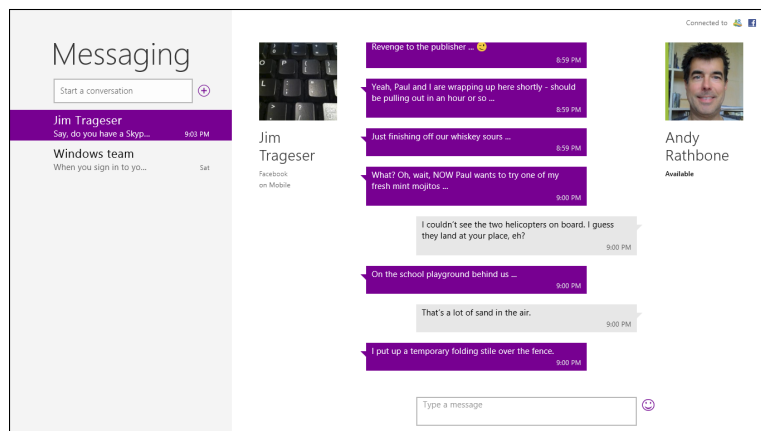 Connected to
Messaging
Start a conversation
Jim Trageser
Say, do you have a Skyp...
9:03 PM
Windows team
When you sign in to yo...
Sat
Jim
Trageser
Facebook
on Mobile
Revenge to the publisher ...
8:59 PM
Yeah, Paul and I are wrapping up here shortly - should
be pulling out in an hour or so ...
8:59 PM
Just finishing off our whiskey sours ...
8:59 PM
What? Oh, wait, NOW Paul wants to try one of my
fresh mint mojitos ...
9:00 PM
I couldn't see the two helicopters on board. I guess
they land at your place, eh?
9:00 PM
On the school playground behind us ...
9:00 PM
That's a lot of sand in the air.
9:00 PM
I put up a temporary folding stile over the fence.
9:00 PM
Type a message
Andy
Rathbone
Available